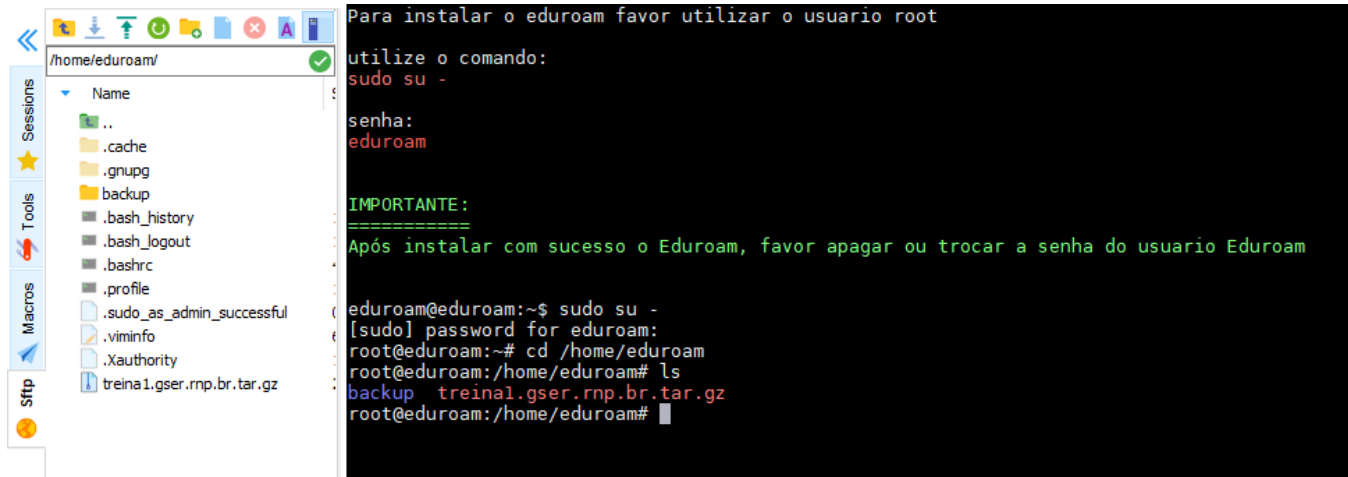 /home/eduroam/
Name
..
.cache
.gnupg
backup
.bash_history
.bash_logout
.bashrc
.profile
.sudo_as_admin_successful
.viminfo
.Xauthority
treina1.gser.rnp.br.tar.gz
Sessions
Tools
Macros
Sftp
Para instalar o eduroam favor utilizar o usuario root
utilize o comando:
sudo su -
senha:
eduroam
IMPORTANTE:
===========
Após instalar com sucesso o Eduroam, favor apagar ou trocar a senha do usuario Eduroam
eduroam@eduroam:~$ sudo su -
[sudo] password for eduroam:
root@eduroam:~# cd /home/eduroam
root@eduroam:/home/eduroam# ls
backup  treina1.gser.rnp.br.tar.gz
root@eduroam:/home/eduroam#